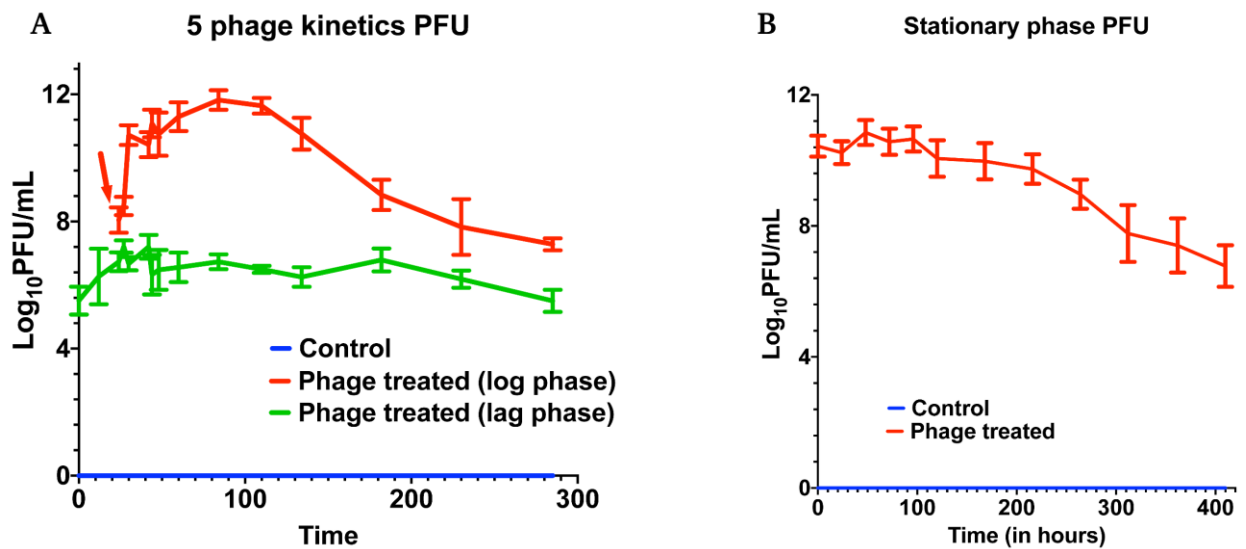 A
5 phage kinetics PFU
Log10PFU/mL
12
8
4
0
0
100
200
300
Time
Control
Phage treated (log phase)
Phage treated (lag phase)
B
Stationary phase PFU
Log10PFU/mL
12
8
4
0
0
100
200
300
400
Time (in hours)
Control
Phage treated